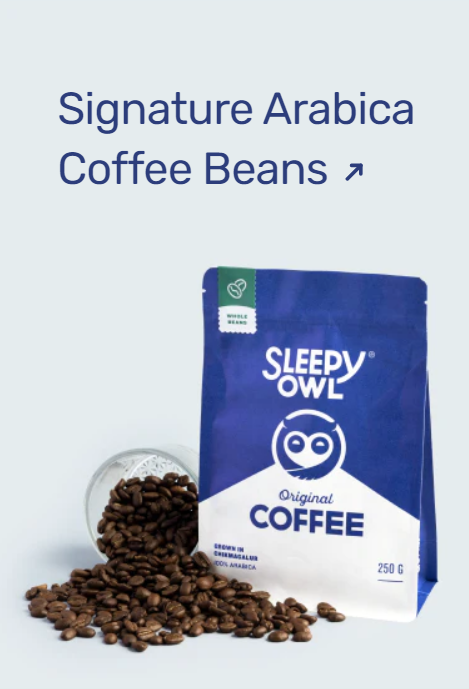 Signature Arabica
Coffee Beans ↗
WHOLE
BEANS
SLEEPY®
OWL
Original
COFFEE
GROWN IN
CHIKMAGALUR
100% ARABICA
250 G